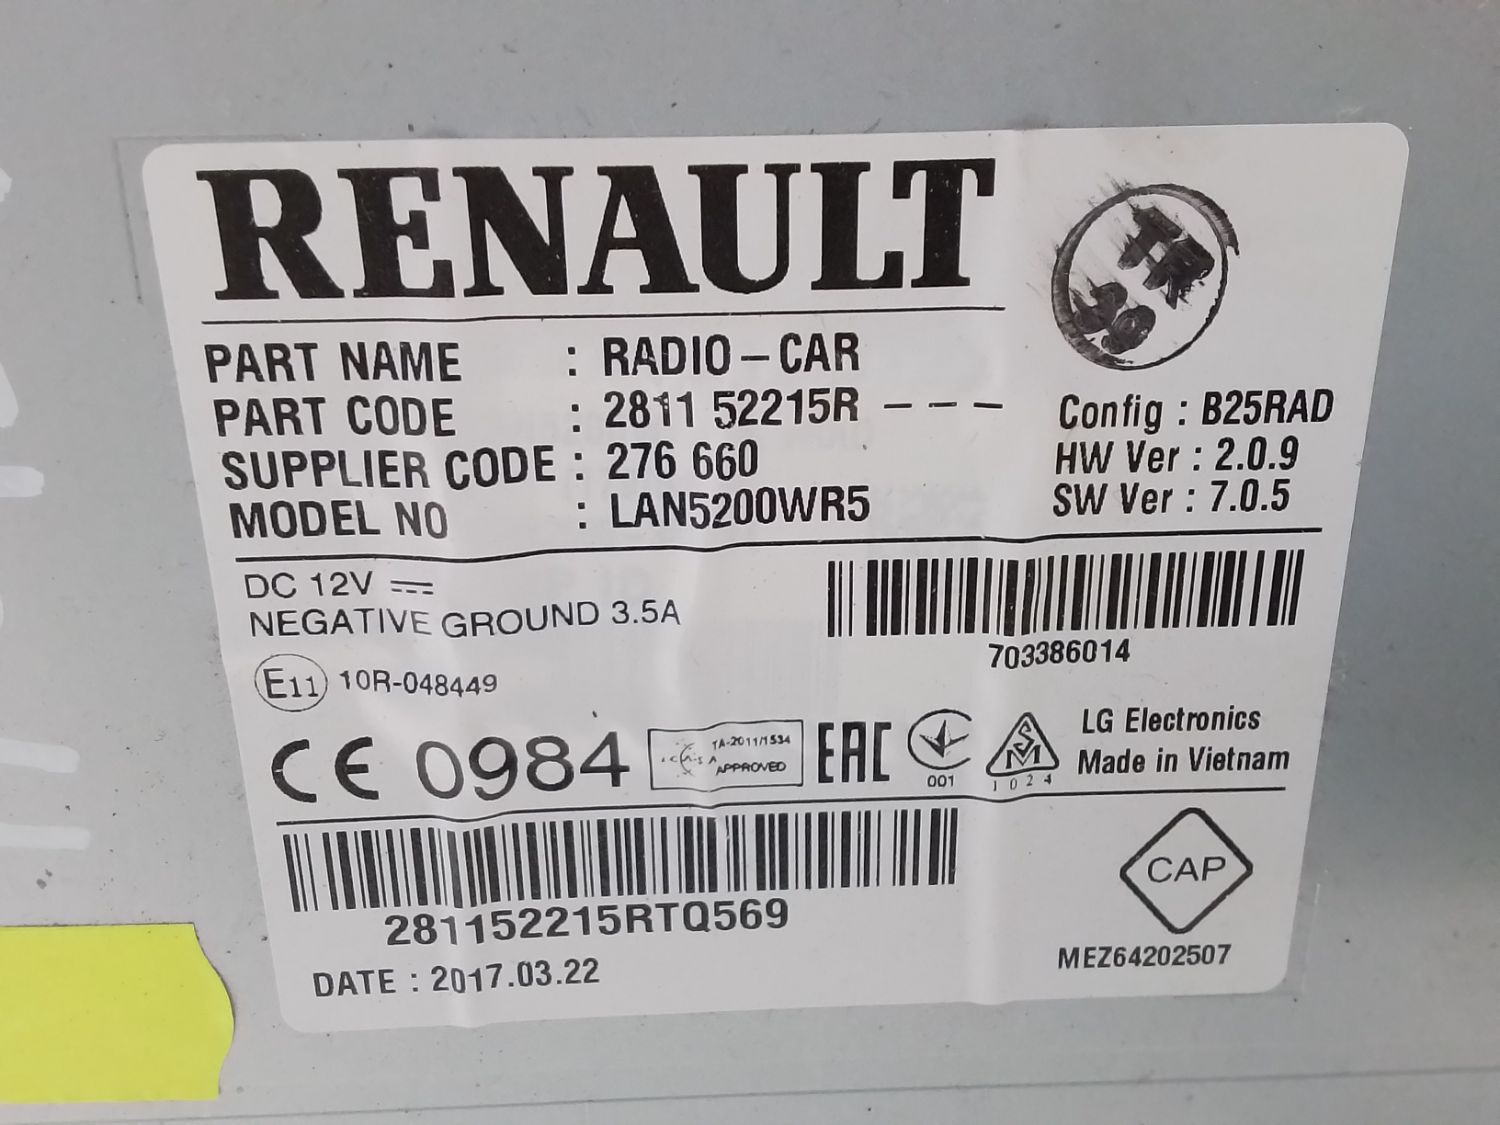 RENAULT
PART NAME : RADIO-CAR
PART CODE : 2811 52215R - - -
SUPPLIER CODE : 276 660
MODEL NO : LAN5200WR5
Config : B25RAD
HW Ver : 2.0.9
SW Ver : 7.0.5
DC 12V
NEGATIVE GROUND 3.5A
703386014
E11 10R-048449
CE 0984
TA-2011/1534
APPROVED
EAC
001
SM
1024
LG Electronics
Made in Vietnam
281152215RTQ569
DATE : 2017.03.22
CAP
MEZ64202507